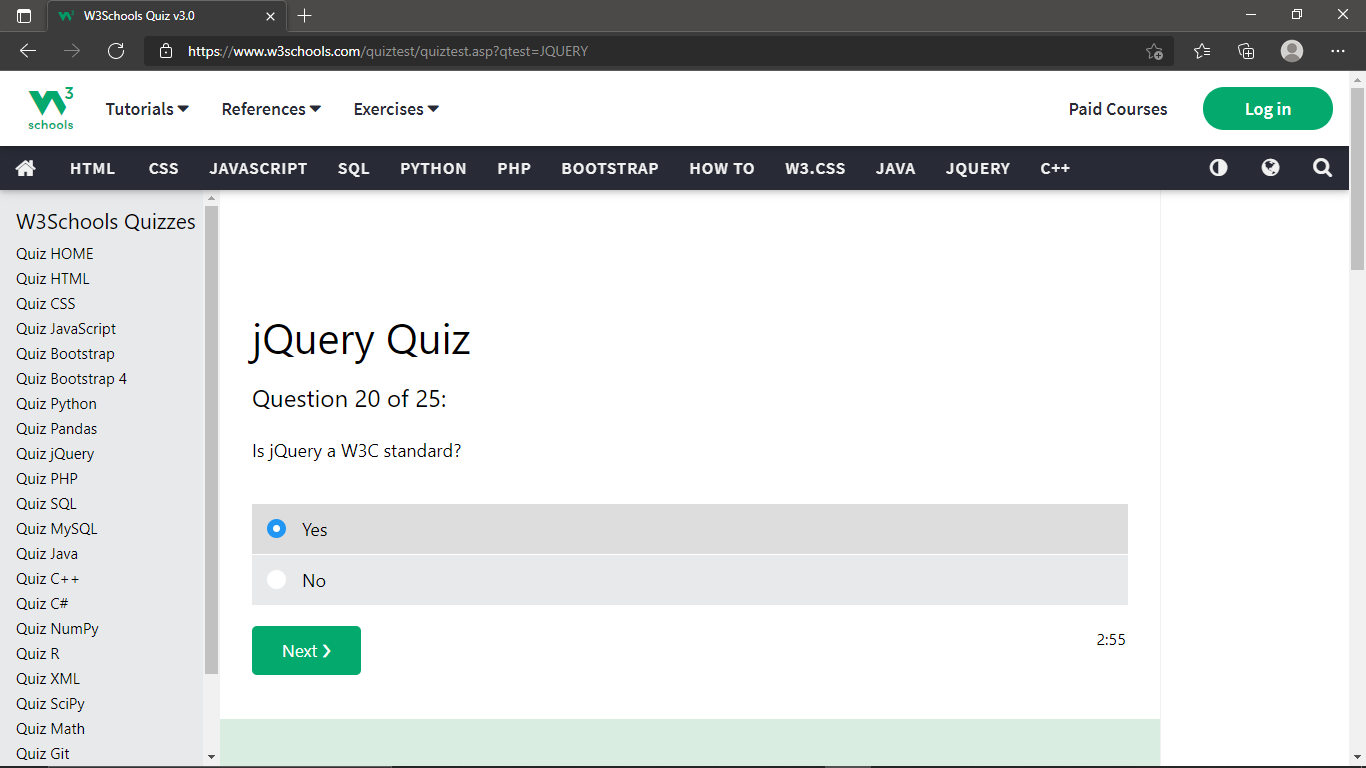 W3Schools Quiz v3.0
https://www.w3schools.com/quiztest/quiztest.asp?qtest=JQUERY
3
schools
Tutorials
References
Exercises
Paid Courses
Log in
HTML
CSS
JAVASCRIPT
SQL
PYTHON
PHP
BOOTSTRAP
HOW TO
W3.CSS
JAVA
JQUERY
C++
W3Schools Quizzes
Quiz HOME
Quiz HTML
Quiz CSS
Quiz JavaScript
Quiz Bootstrap
Quiz Bootstrap 4
Quiz Python
Quiz Pandas
Quiz jQuery
Quiz PHP
Quiz SQL
Quiz MySQL
Quiz Java
Quiz C++
Quiz C#
Quiz NumPy
Quiz R
Quiz XML
Quiz SciPy
Quiz Math
Quiz Git
jQuery Quiz
Question 20 of 25:
Is jQuery a W3C standard?
Yes
No
Next ❯
2:55